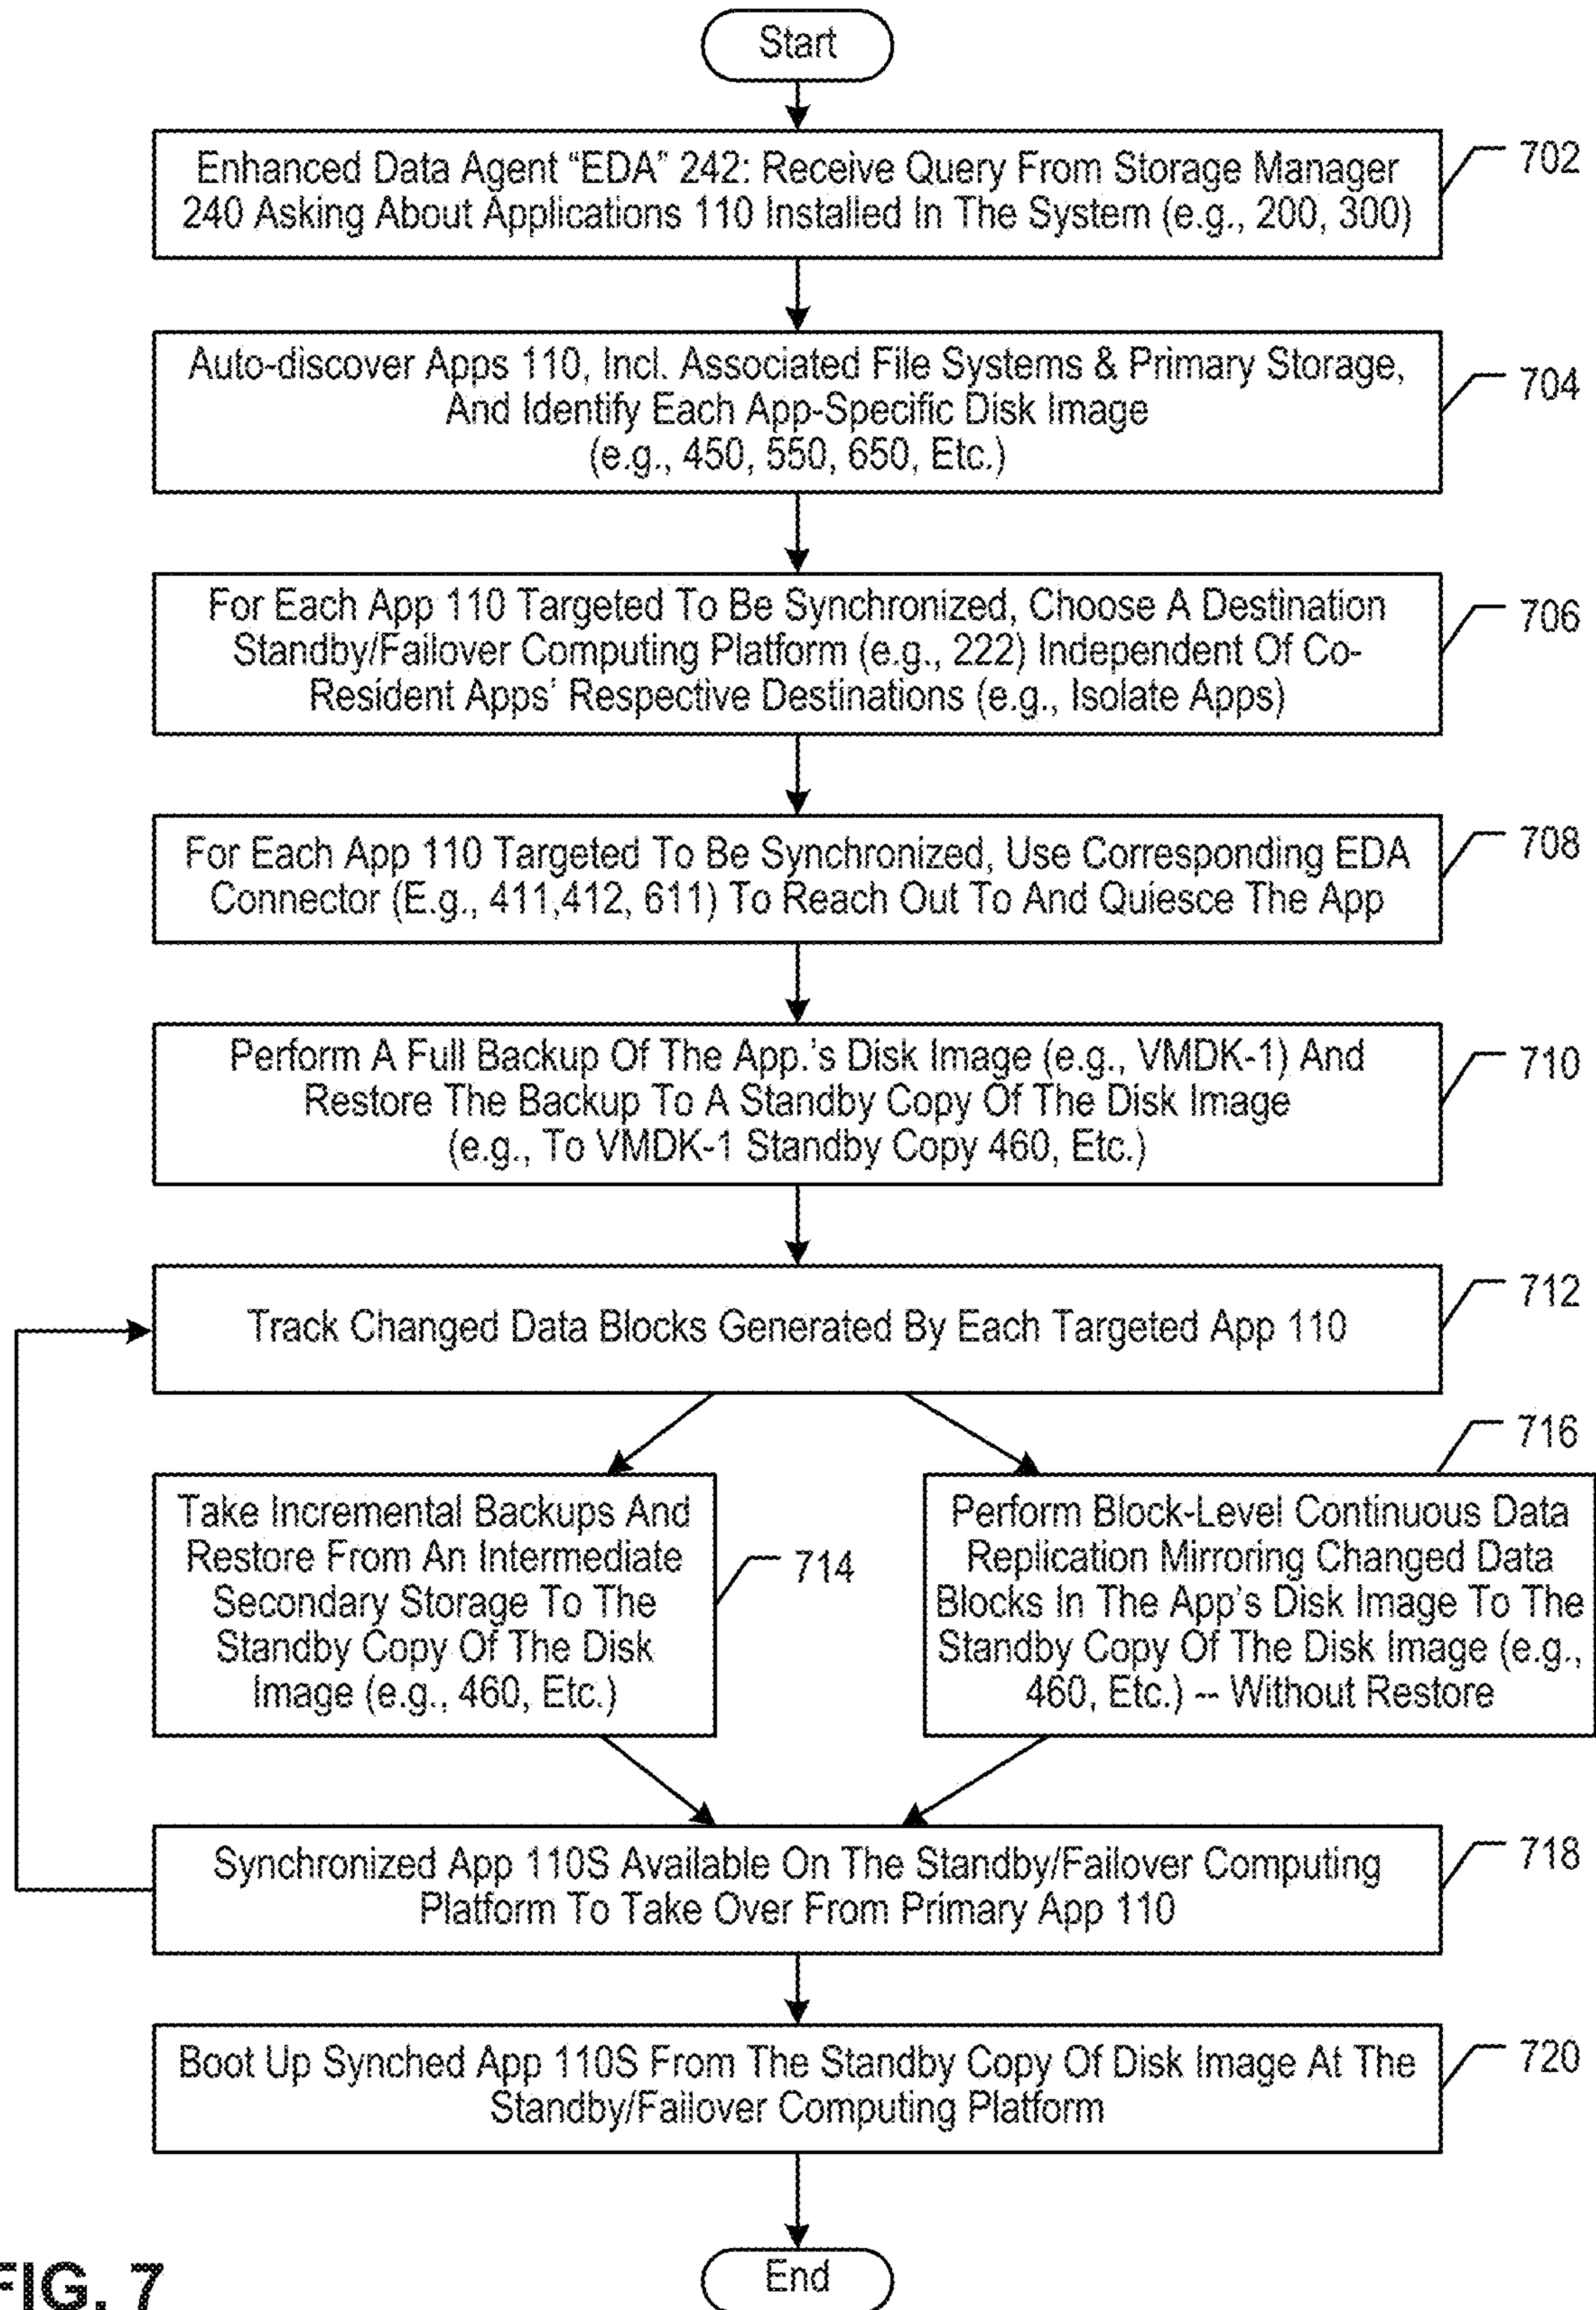 Start
Enhanced Data Agent “EDA” 242: Receive Query From Storage Manager
240 Asking About Applications 110 Installed In The System (e.g., 200, 300)
702
Auto-discover Apps 110, Incl. Associated File Systems & Primary Storage,
And Identify Each App-Specific Disk Image
(e.g., 450, 550, 650, Etc.)
704
For Each App 110 Targeted To Be Synchronized, Choose A Destination
Standby/Failover Computing Platform (e.g., 222) Independent Of Co-
Resident Apps’ Respective Destinations (e.g., Isolate Apps)
706
For Each App 110 Targeted To Be Synchronized, Use Corresponding EDA
Connector (E.g., 411,412, 611) To Reach Out To And Quiesce The App
708
Perform A Full Backup Of The App.’s Disk Image (e.g., VMDK-1) And
Restore The Backup To A Standby Copy Of The Disk Image
(e.g., To VMDK-1 Standby Copy 460, Etc.)
710
Track Changed Data Blocks Generated By Each Targeted App 110
712
Take Incremental Backups And
Restore From An Intermediate
Secondary Storage To The
Standby Copy Of The Disk
Image (e.g., 460, Etc.)
714
716
Perform Block-Level Continuous Data
Replication Mirroring Changed Data
Blocks In The App’s Disk Image To The
Standby Copy Of The Disk Image (e.g.,
460, Etc.) -- Without Restore
Synchronized App 110S Available On The Standby/Failover Computing
Platform To Take Over From Primary App 110
718
Boot Up Synched App 110S From The Standby Copy Of Disk Image At The
Standby/Failover Computing Platform
720
End
FIG. 7